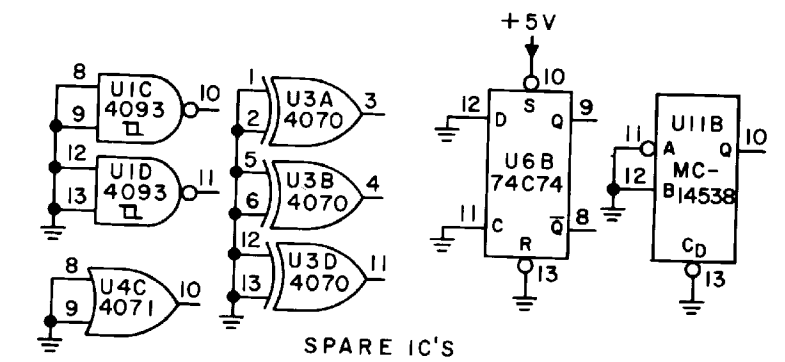 +5V
8
U1C
4093
10
9
12
U1D
4093
11
13
8
U4C
4071
10
9
1
U3A
4070
3
2
5
U3B
4070
4
6
12
U3D
4070
11
13
10
S
12
D
Q
9
U6B
74C74
11
C
Q̅
8
R
13
U11B
11
A
Q
10
MC-
14538
12
B
CD
13
SPARE IC'S